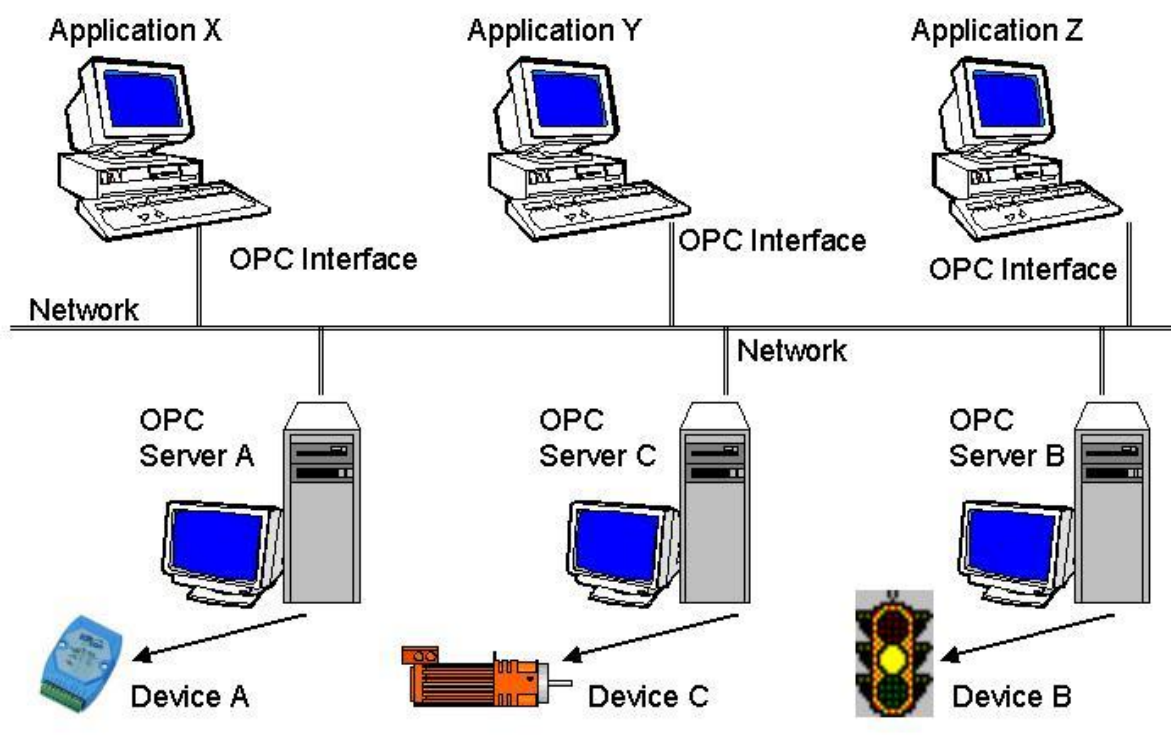 Application X
Application Y
Application Z
OPC Interface
OPC Interface
OPC Interface
Network
Network
OPC
Server A
OPC
Server C
OPC
Server B
Device A
Device C
Device B